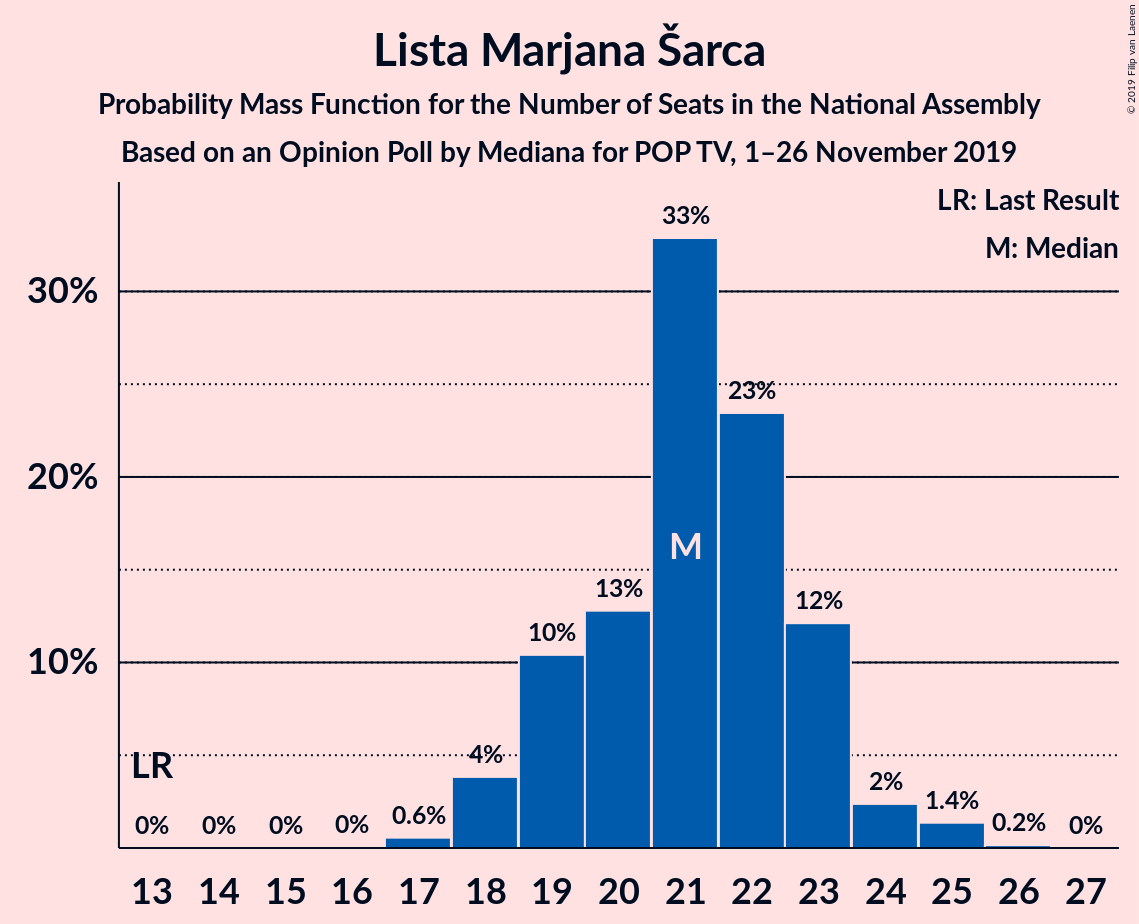 Lista Marjana Šarca
Probability Mass Function for the Number of Seats in the National Assembly
Based on an Opinion Poll by Mediana for POP TV, 1–26 November 2019
© 2019 Filip van Laenen
LR: Last Result
M: Median
30%
20%
10%
33%
23%
M
13%
12%
10%
LR
4%
2%
1.4%
0.6%
0.2%
0% 0% 0% 0% 0%
13 14 15 16 17 18 19 20 21 22 23 24 25 26 27